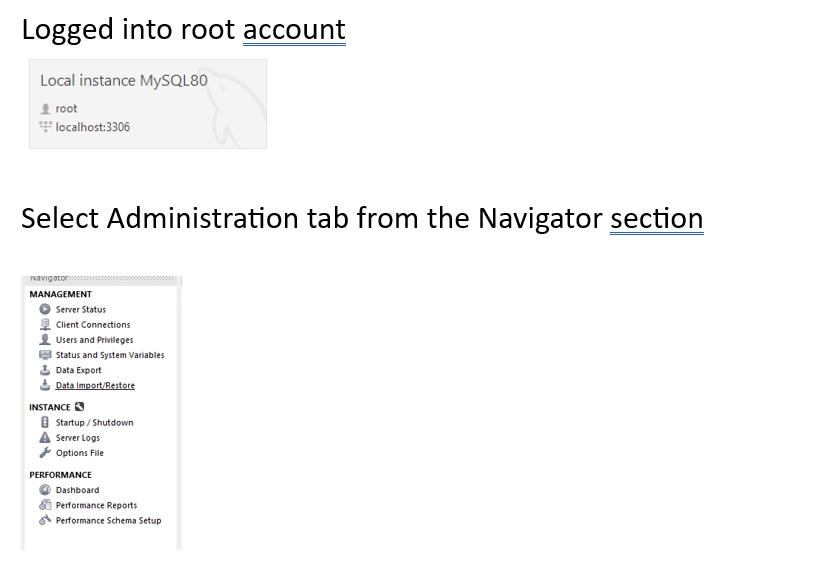 Logged into root account
Local instance MySQL80
root
localhost:3306
Select Administration tab from the Navigator section
Navigator
MANAGEMENT
Server Status
Client Connections
Users and Privileges
Status and System Variables
Data Export
Data Import/Restore
INSTANCE
Startup / Shutdown
Server Logs
Options File
PERFORMANCE
Dashboard
Performance Reports
Performance Schema Setup